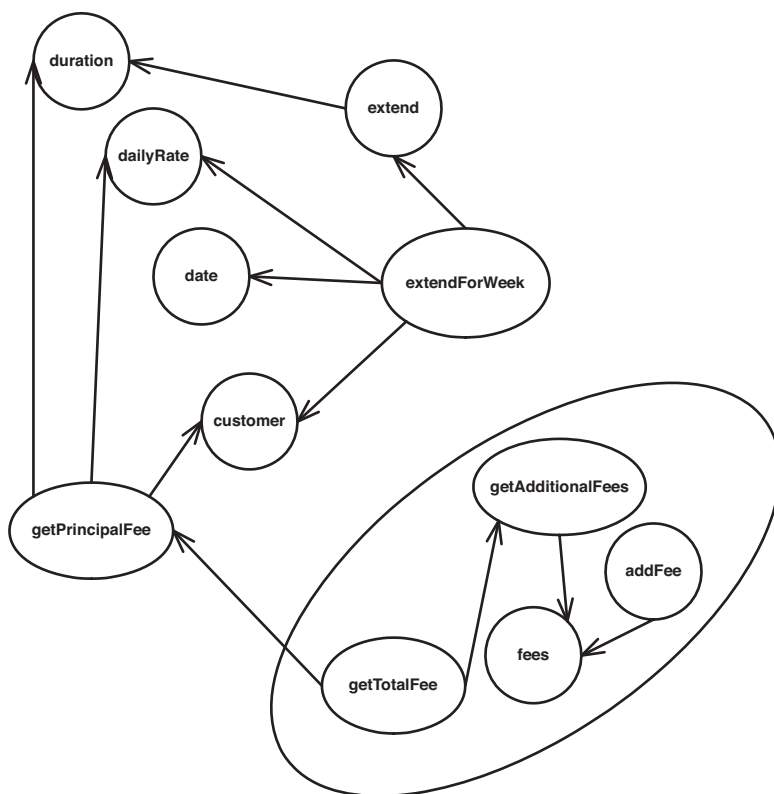 duration
extend
dailyRate
date
extendForWeek
customer
getAdditionalFees
getPrincipalFee
addFee
fees
getTotalFee